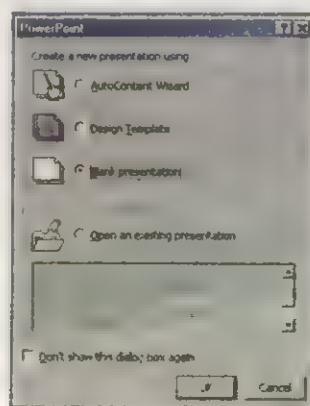 PowerPoint
Create a new presentation using
AutoContent Wizard
Design Template
Blank presentation
Open an existing presentation
Don't show this dialog box again
Cancel